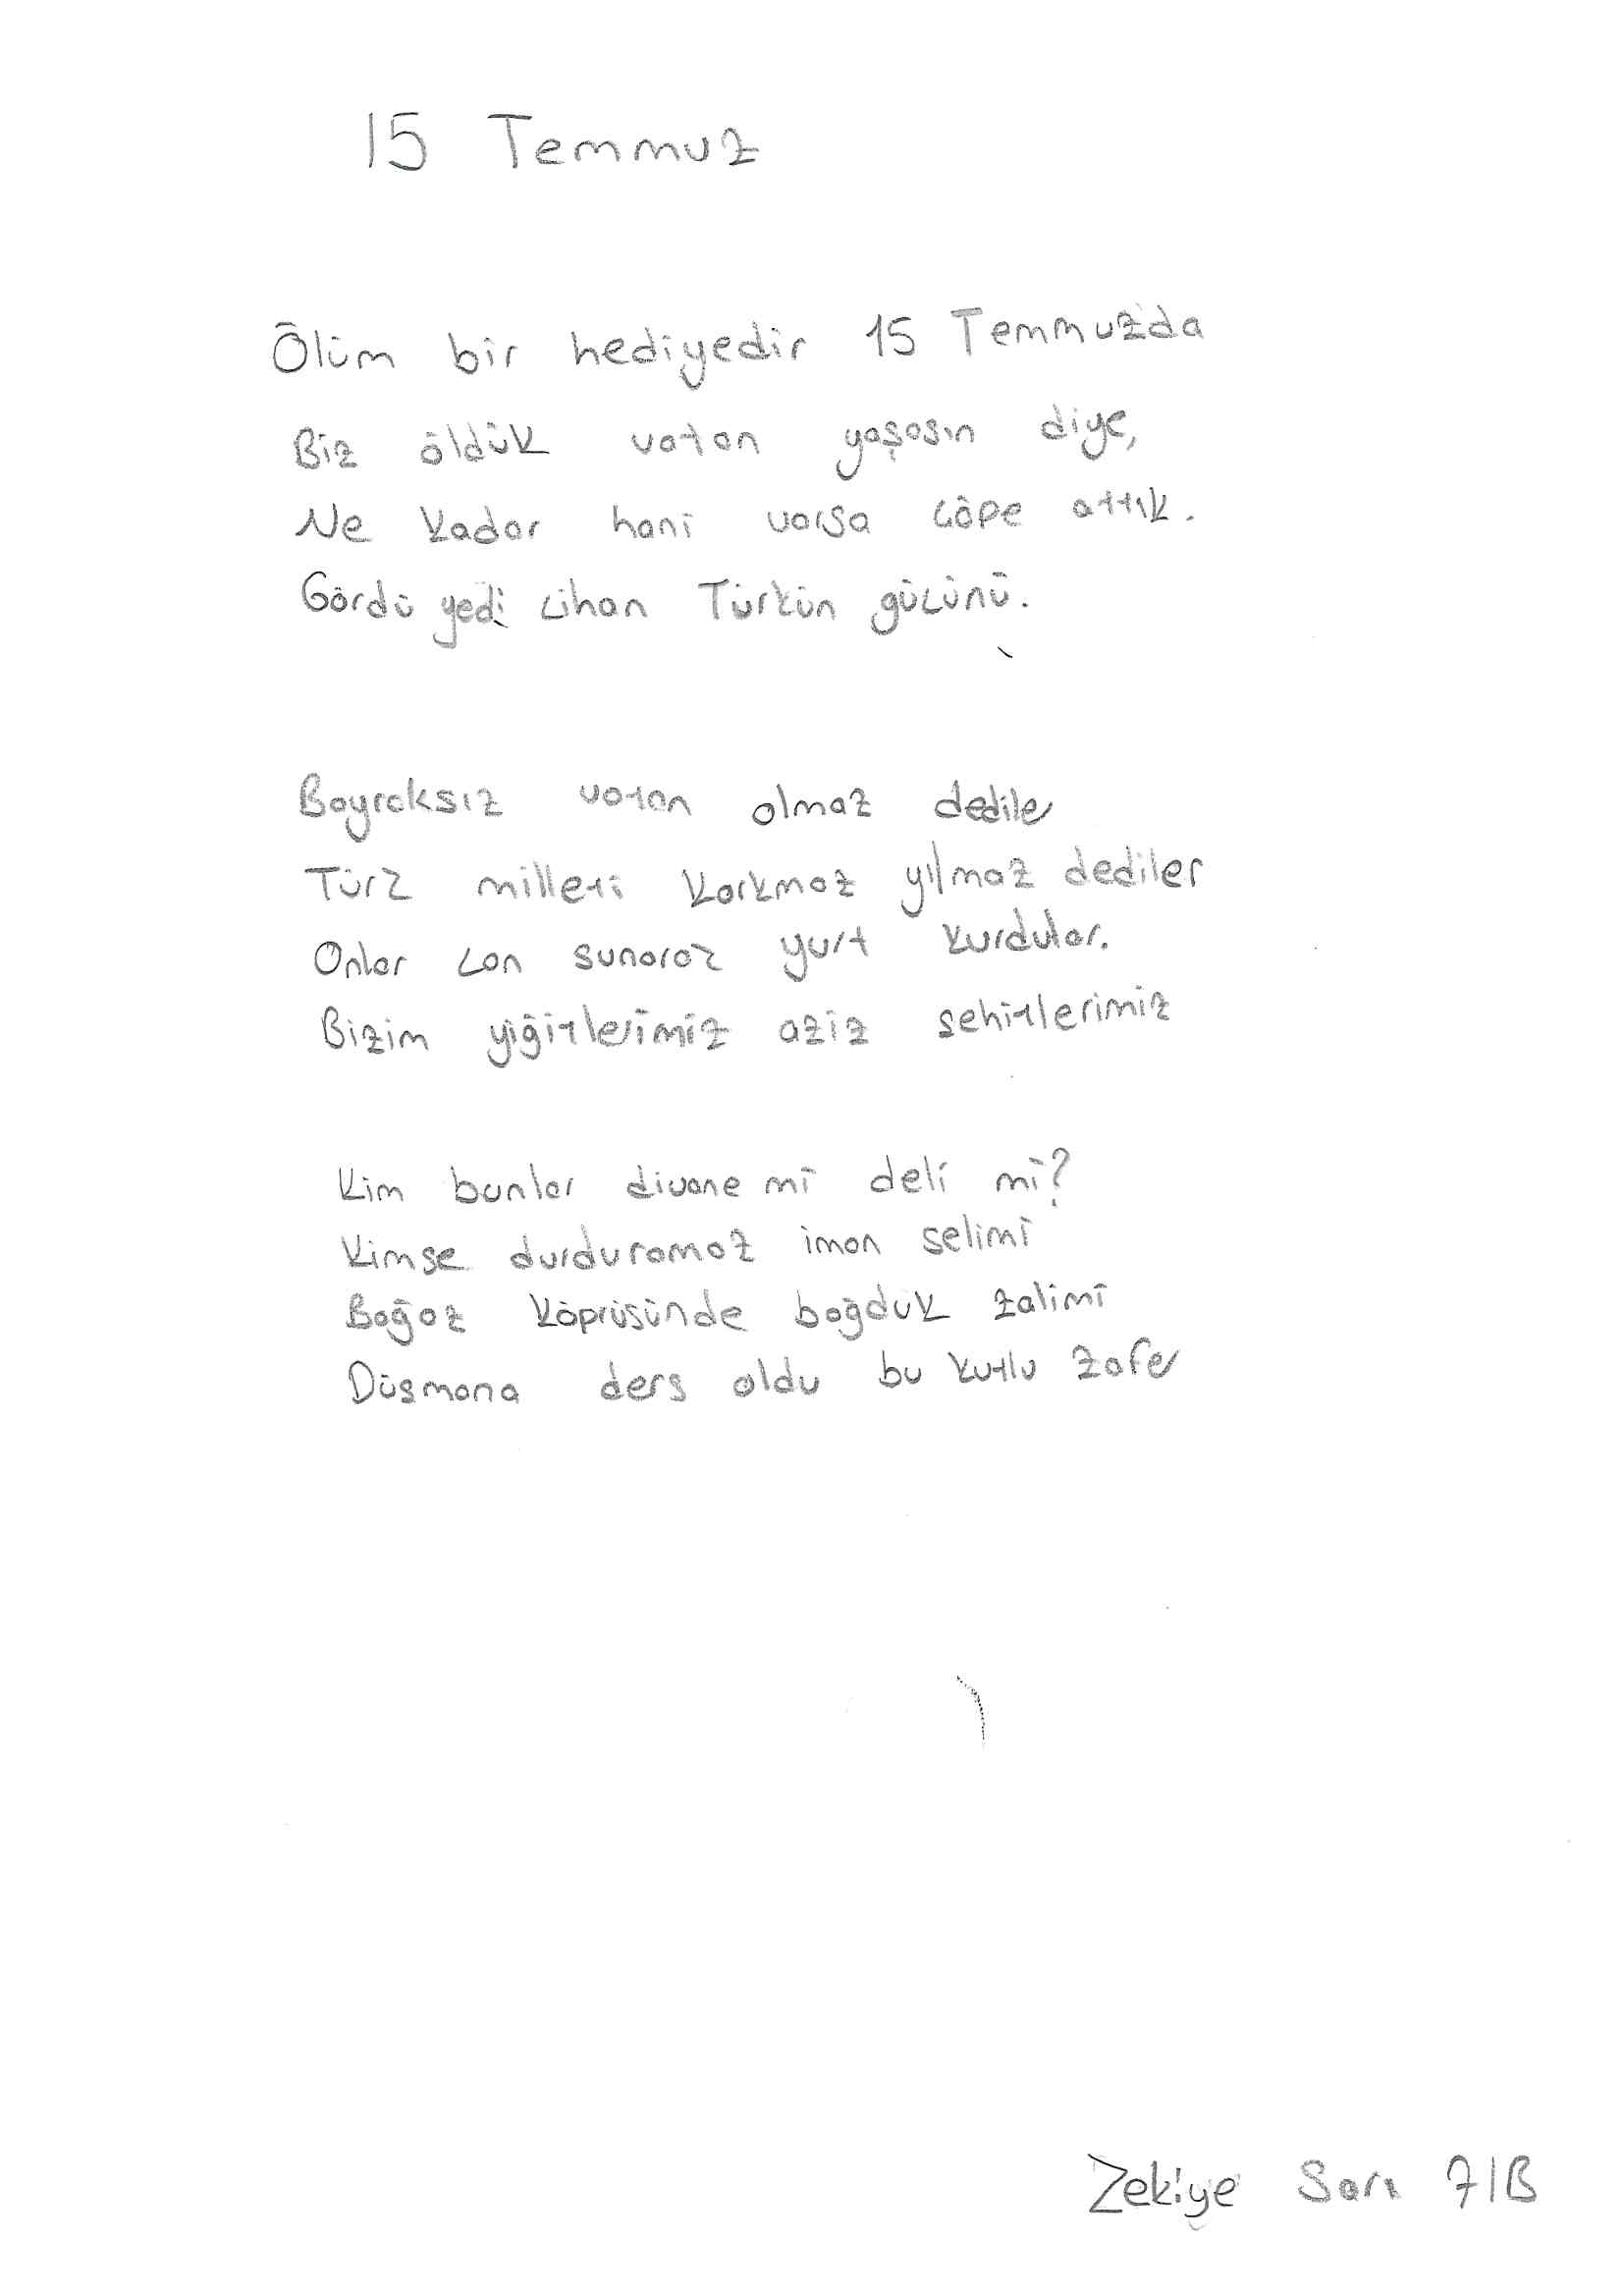 15 Temmuz
Ölüm bir hediyedir 15 Temmuzda
Biz öldük vatan yaşasın diye,
Ne kadar hani varsa çöpe attık.
Gördü yedi cihan Türkün gücünü.
Bayraksız vatan olmaz dediler
Türk milleti korkmaz yılmaz dediler
Onlar can sunarak yurt kurdular.
Bizim yiğitlerimiz aziz sehitlerimiz
Kim bunlar divane mi deli mi?
Kimse durduramaz iman selimi
Boğaz köprüsünde boğduk zalimi
Düsmana ders oldu bu kutlu zafer
Zekiye Sarı 7/B